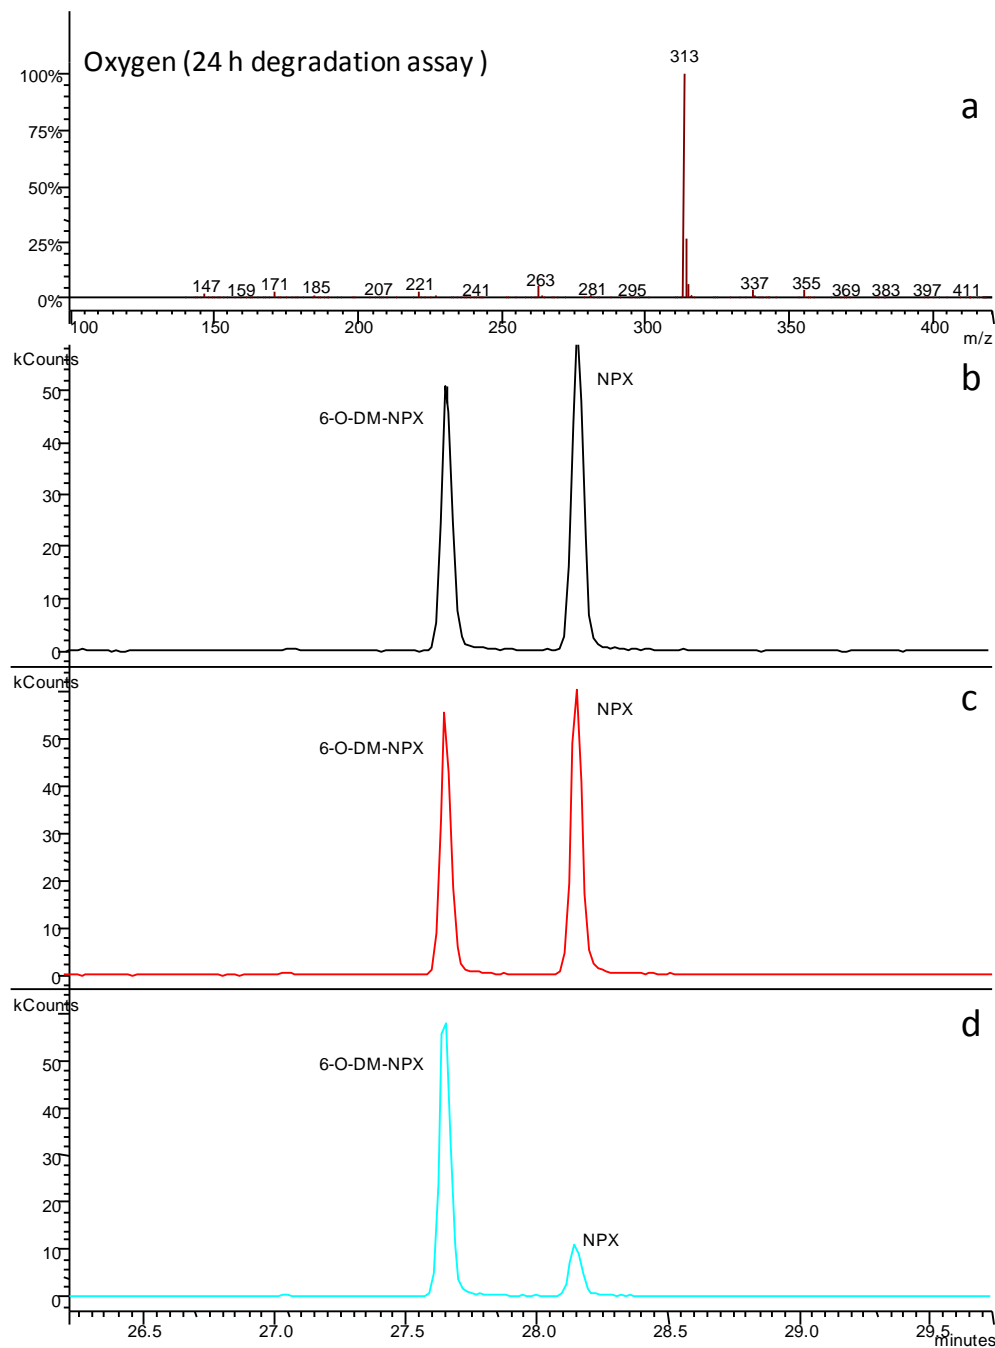 Oxygen (24 h degradation assay )
313
a
100%
75%
50%
25%
0%
147 159 171 185 207 221 241 263 281 295 337 355 369 383 397 411
100 150 200 250 300 350 400
m/z
kCounts
b
NPX
6-O-DM-NPX
50
40
30
20
10
0
kCounts
c
NPX
6-O-DM-NPX
50
40
30
20
10
0
kCounts
d
6-O-DM-NPX
50
40
30
20
NPX
10
0
26.5 27.0 27.5 28.0 28.5 29.0 29.5
minutes